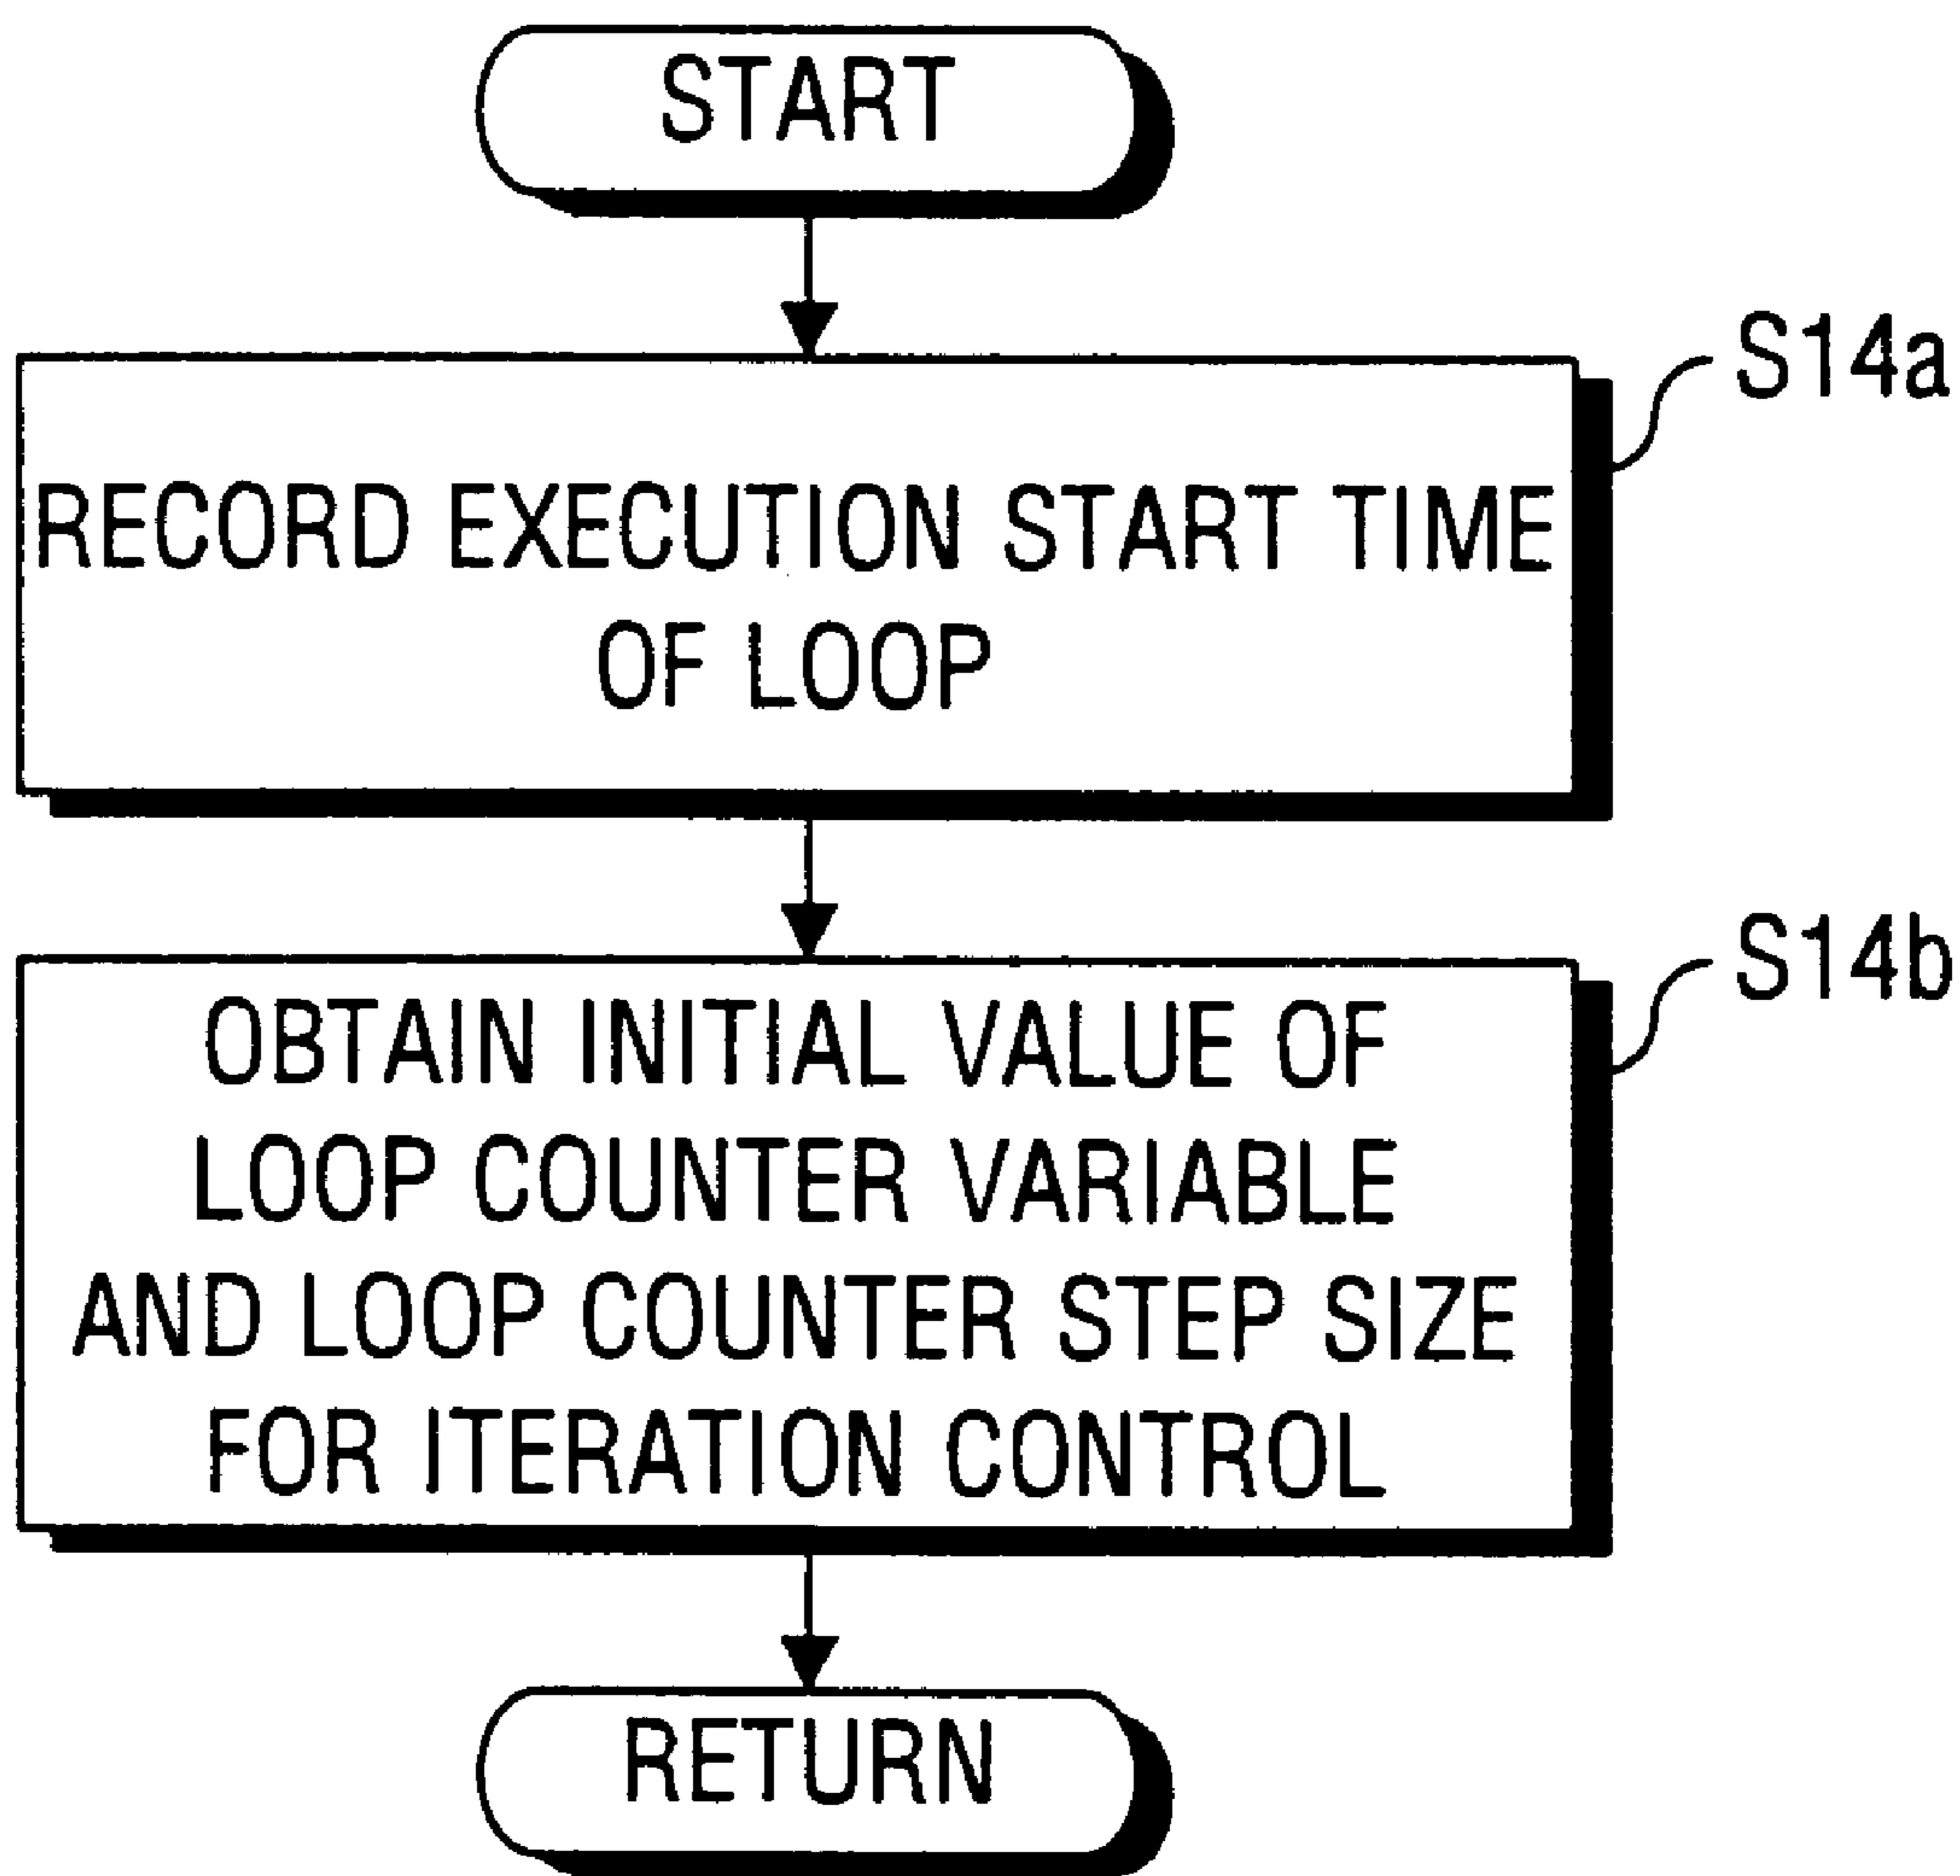 START
S14a
RECORD EXECUTION START TIME
OF LOOP
S14b
OBTAIN INITIAL VALUE OF
LOOP COUNTER VARIABLE
AND LOOP COUNTER STEP SIZE
FOR ITERATION CONTROL
RETURN